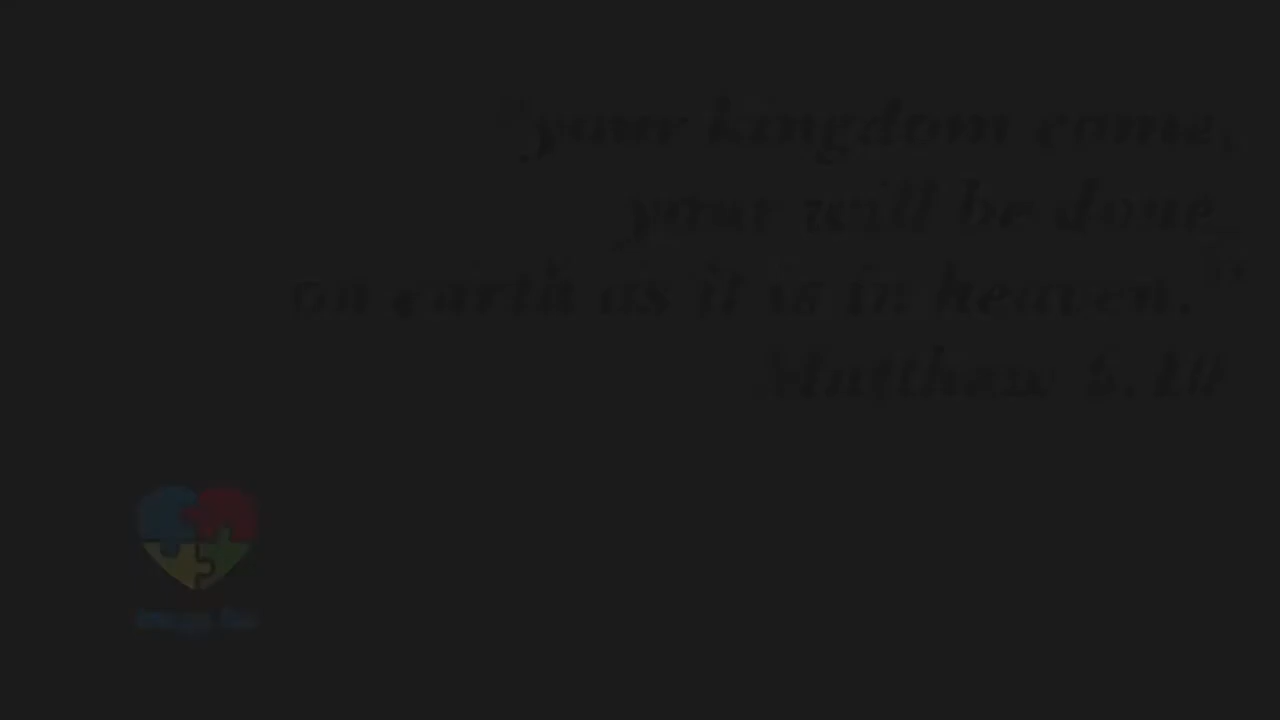 "your kingdom come,
your will be done,
on earth as it is in heaven."
Matthew 6.10